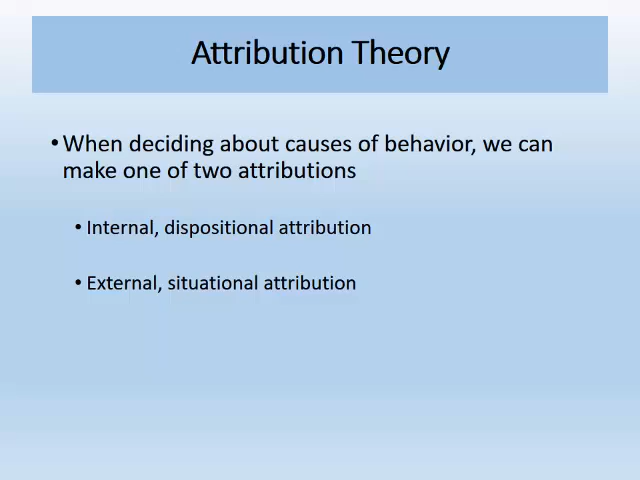 Attribution Theory
•When deciding about causes of behavior, we can
make one of two attributions
• Internal, dispositional attribution
• External, situational attribution